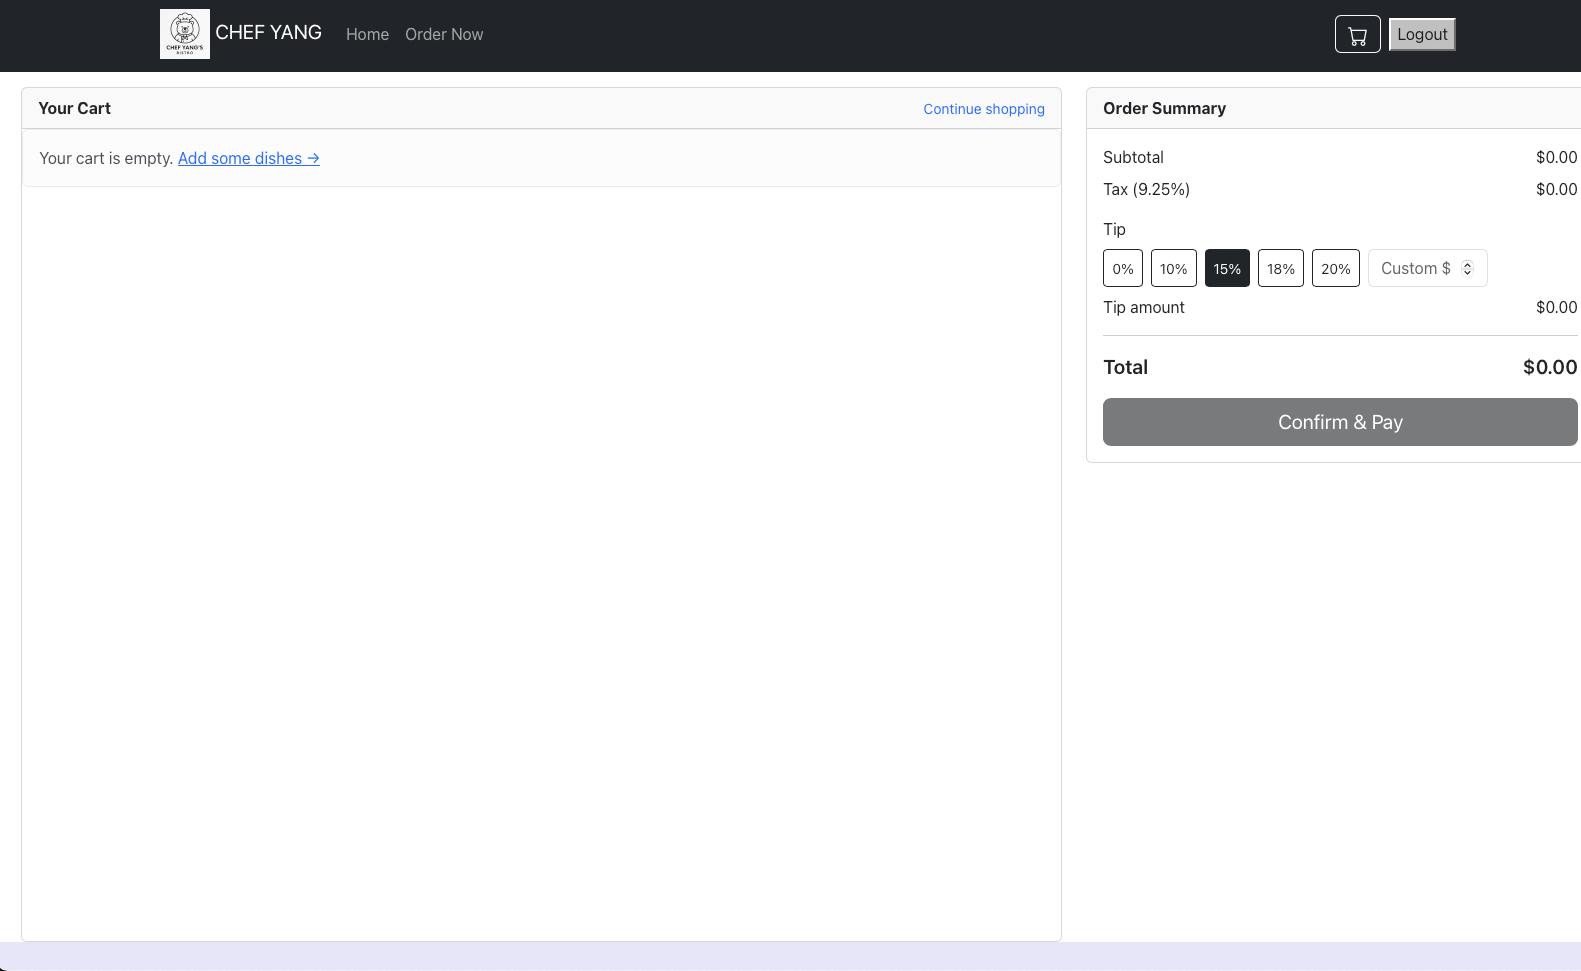 CHEF YANG'S
BISTRO
CHEF YANG Home Order Now Logout
Your Cart Continue shopping
Your cart is empty. Add some dishes →
Order Summary
Subtotal $0.00
Tax (9.25%) $0.00
Tip
0% 10% 15% 18% 20% Custom $
Tip amount $0.00
Total $0.00
Confirm & Pay